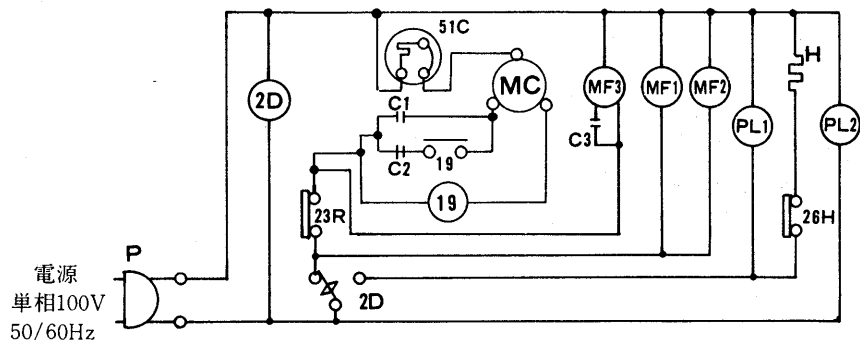 51C
2D
C1
MC
MF3
MF1
MF2
H
C2
19
C3
PL1
PL2
19
23R
26H
P
2D
電源
単相100V
50/60Hz